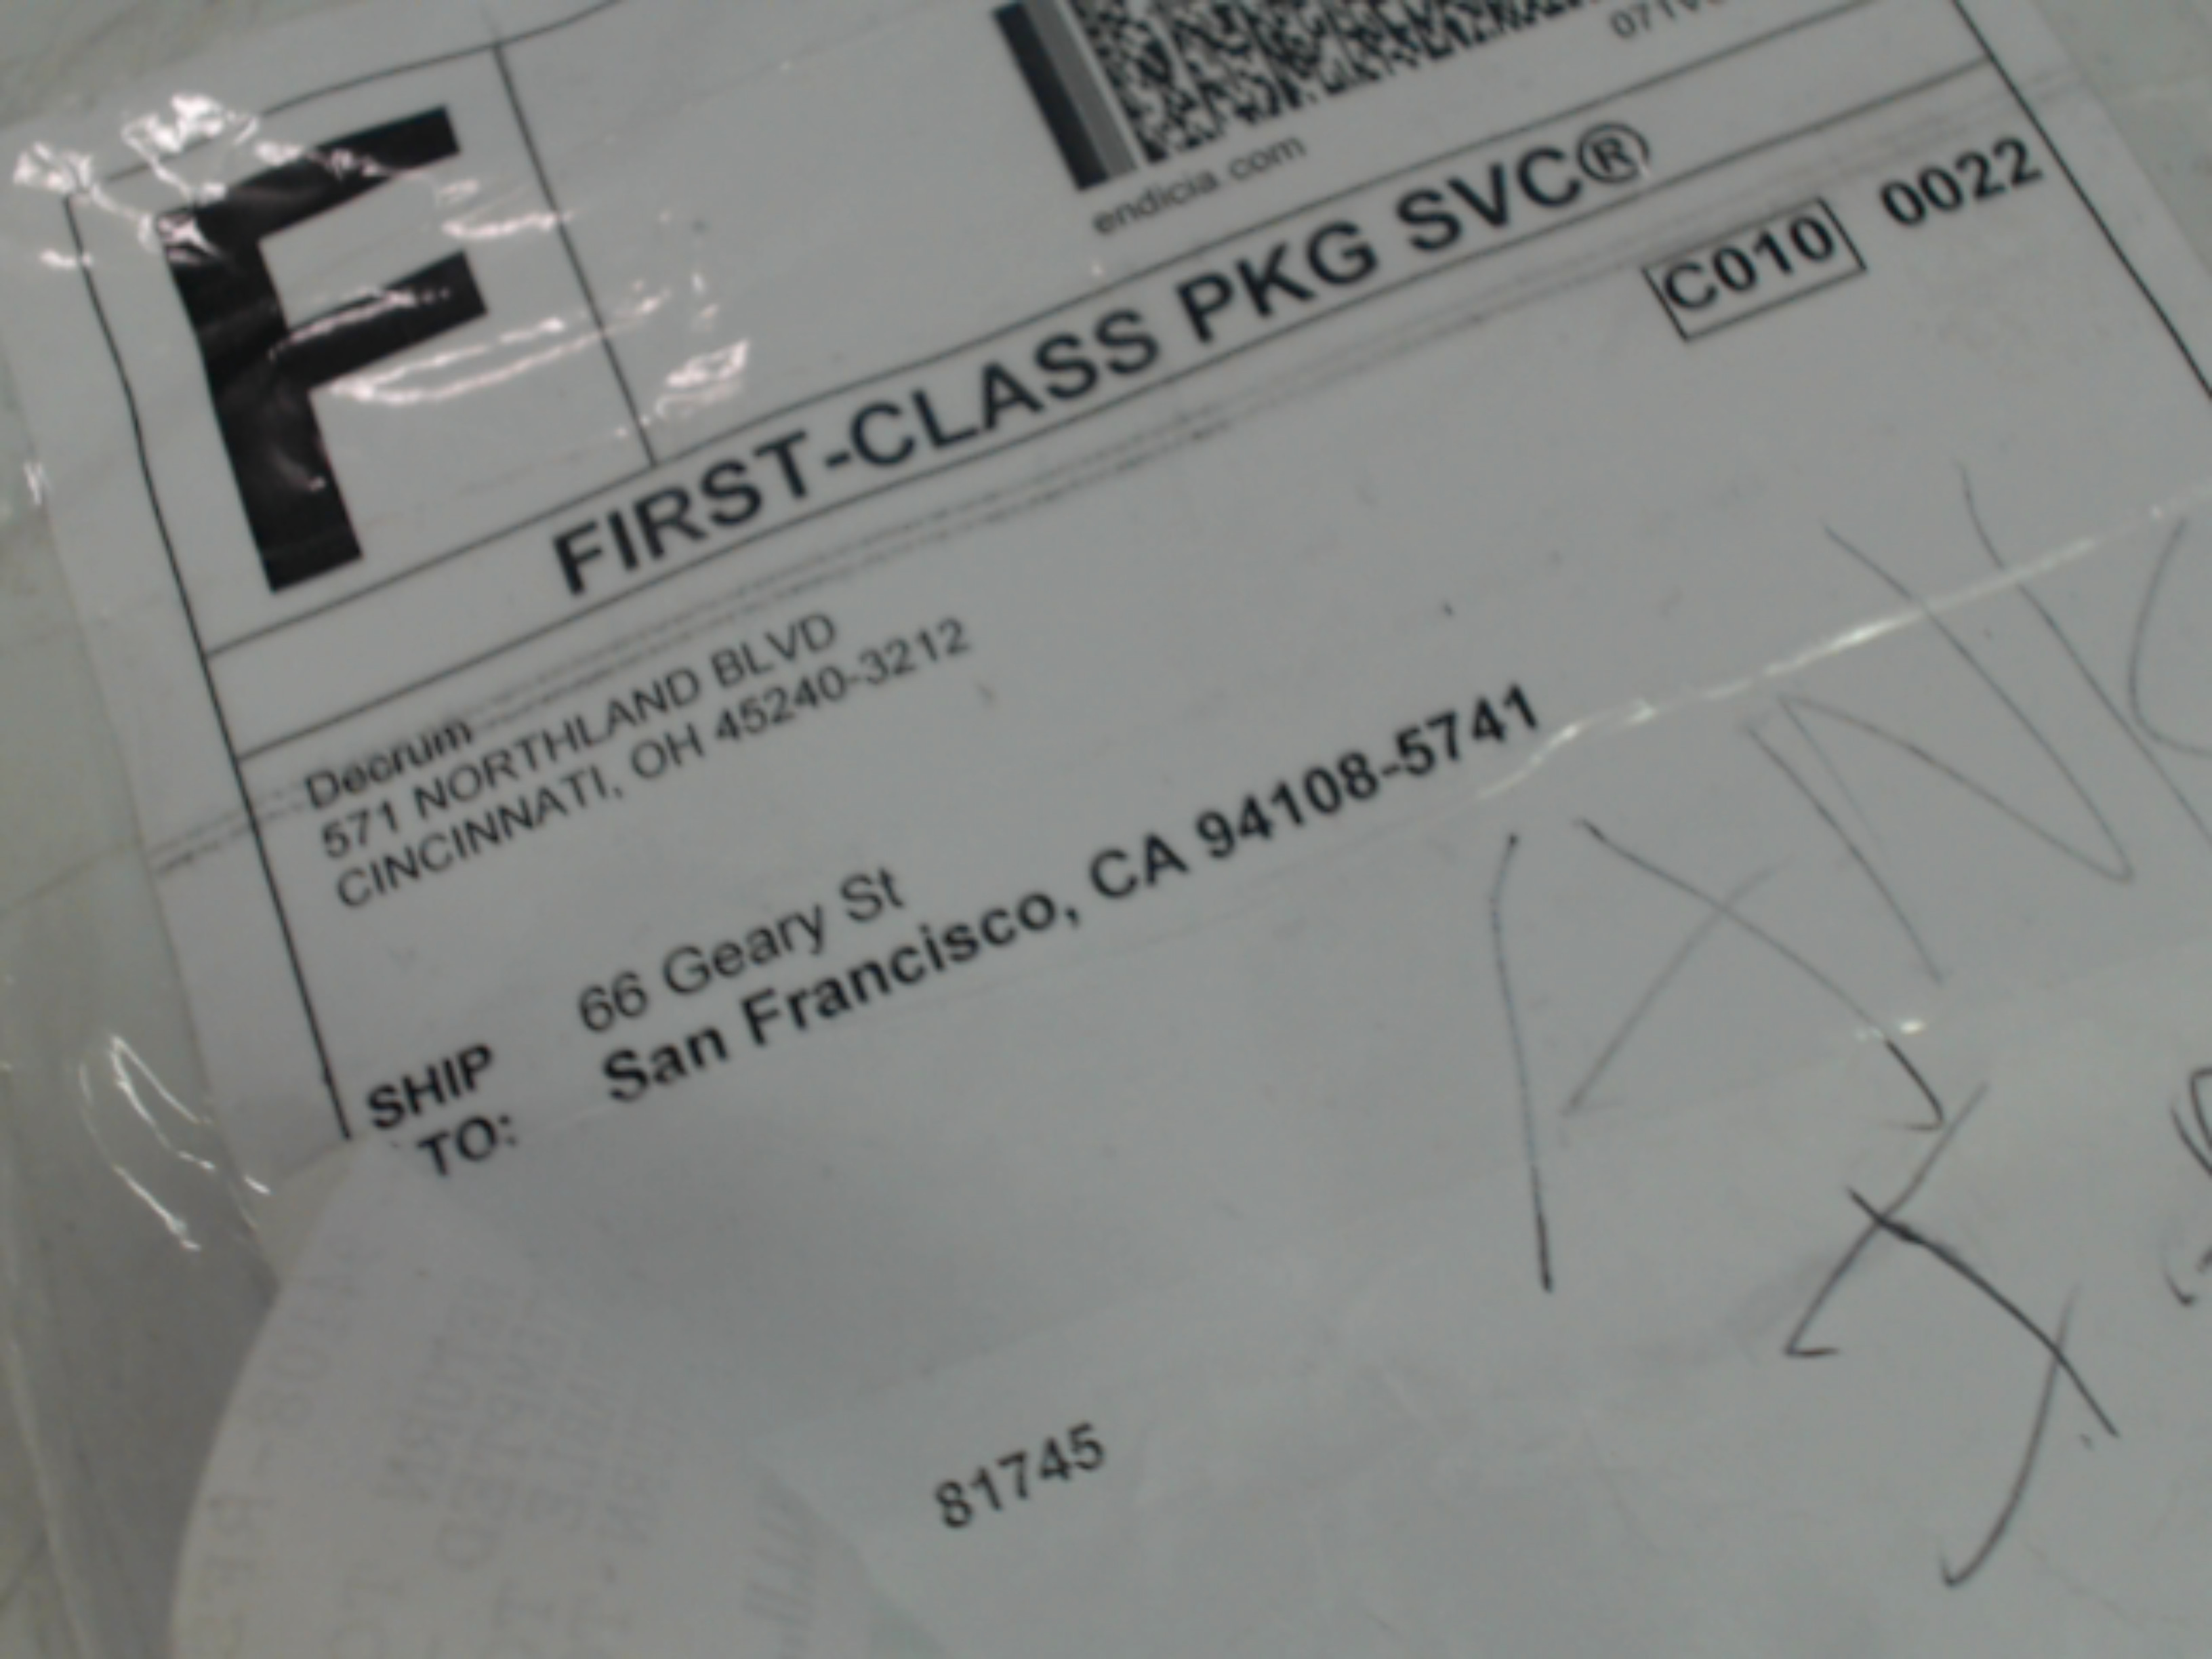 F
endicia.com
FIRST-CLASS PKG SVC®
C010 0022
Decrum
571 NORTHLAND BLVD
CINCINNATI, OH 45240-3212
SHIP
TO:
66 Geary St
San Francisco, CA 94108-5741
81745